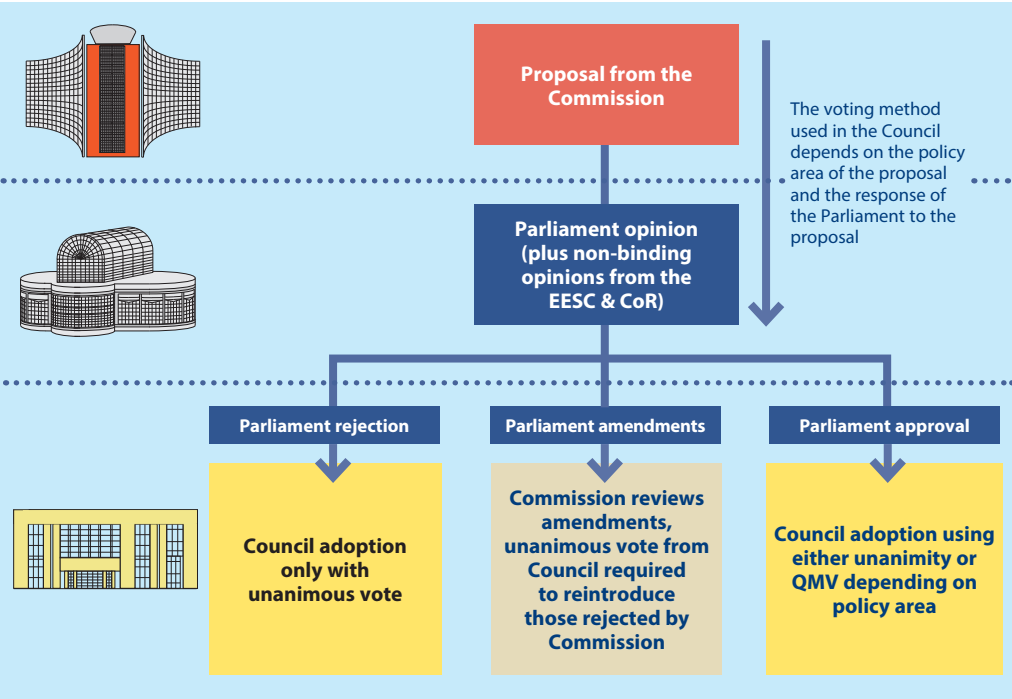 Proposal from the
Commission
The voting method
used in the Council
depends on the policy
area of the proposal
and the response of
the Parliament to the
proposal
Parliament opinion
(plus non-binding
opinions from the
EESC & CoR)
Parliament rejection
Parliament amendments
Parliament approval
Council adoption
only with
unanimous vote
Commission reviews
amendments,
unanimous vote from
Council required
to reintroduce
those rejected by
Commission
Council adoption using
either unanimity or
QMV depending on
policy area